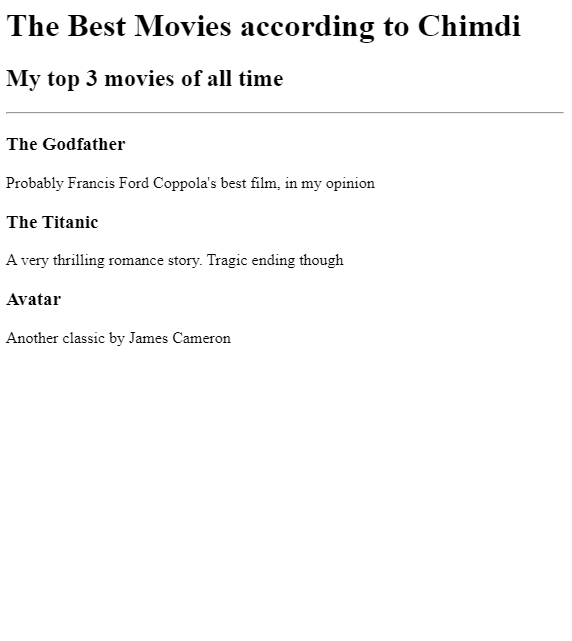 The Best Movies according to Chimdi
My top 3 movies of all time
The Godfather
Probably Francis Ford Coppola's best film, in my opinion
The Titanic
A very thrilling romance story. Tragic ending though
Avatar
Another classic by James Cameron